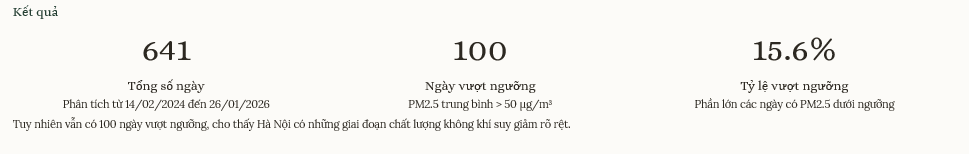 Kết quả
641
100
15.6%
Tổng số ngày
Ngày vượt ngưỡng
Tỷ lệ vượt ngưỡng
Phân tích từ 14/02/2024 đến 26/01/2026
PM2.5 trung bình > 50 µg/m³
Phần lớn các ngày có PM2.5 dưới ngưỡng
Tuy nhiên vẫn có 100 ngày vượt ngưỡng, cho thấy Hà Nội có những giai đoạn chất lượng không khí suy giảm rõ rệt.